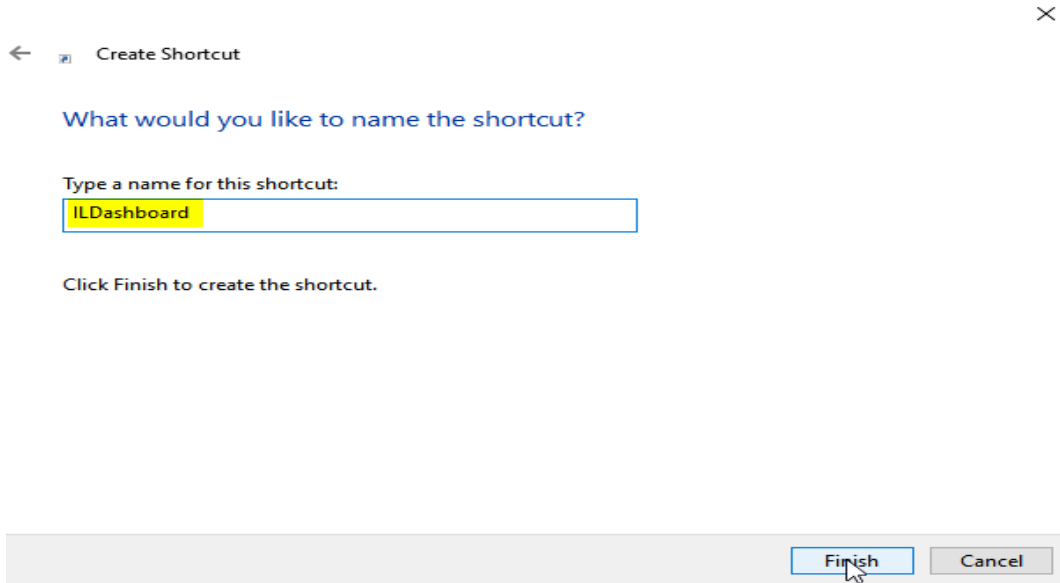 Create Shortcut
What would you like to name the shortcut?
Type a name for this shortcut:
ILDashboard
Click Finish to create the shortcut.
Finish Cancel